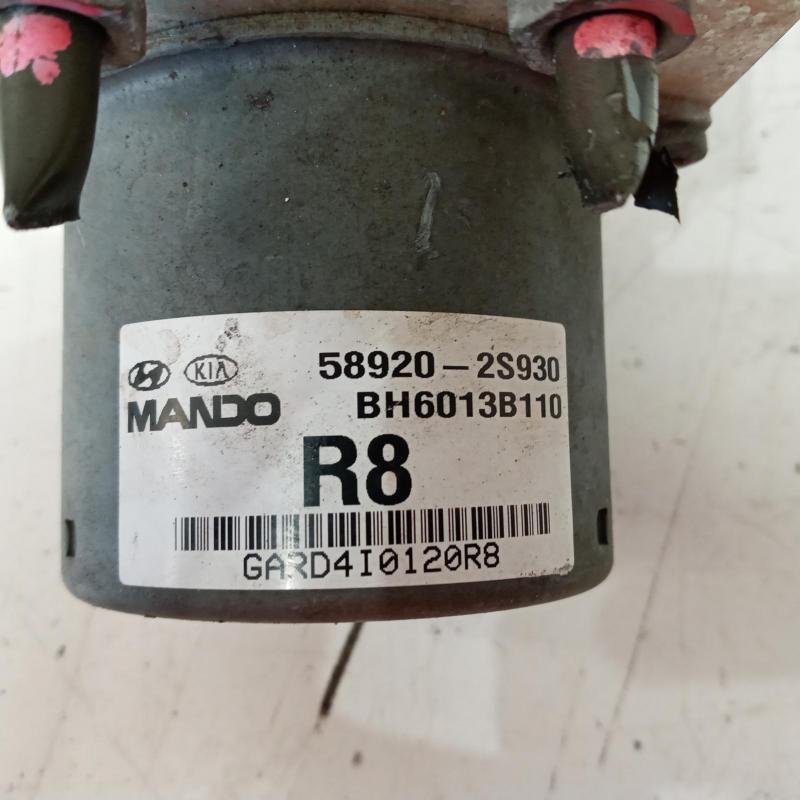 KIA 58920-2S930
MANDO BH6013B110
R8
GARD4I0120R8